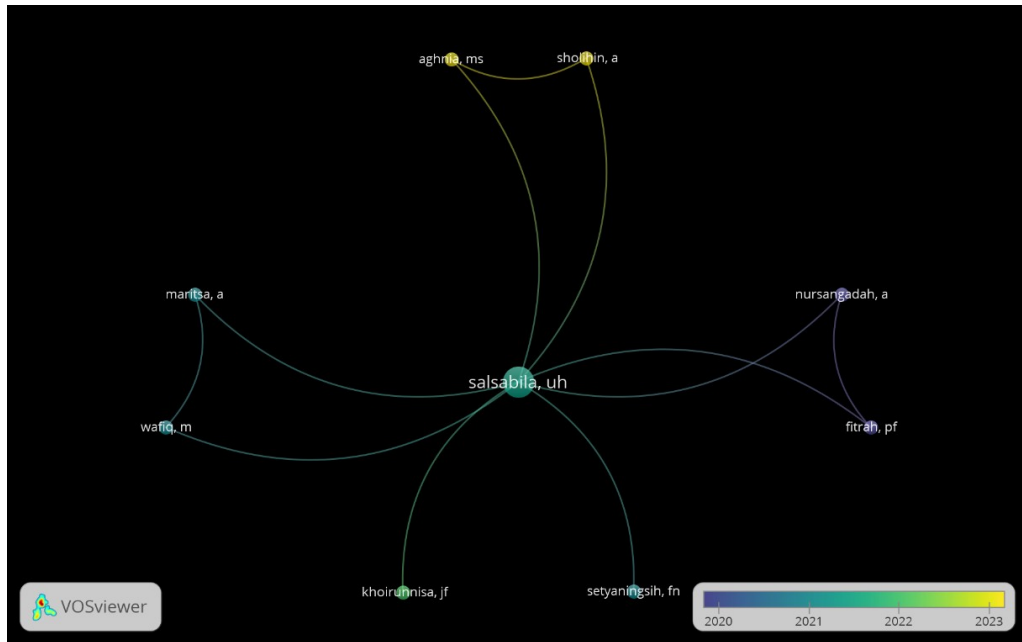 aghnia, ms
sholihin, a
maritsa, a
nursangadah, a
salsabila, uh
wafiq, m
fitrah, pf
khoirunnisa, jf
setyaningsih, fn
VOSviewer
2020 2021 2022 2023